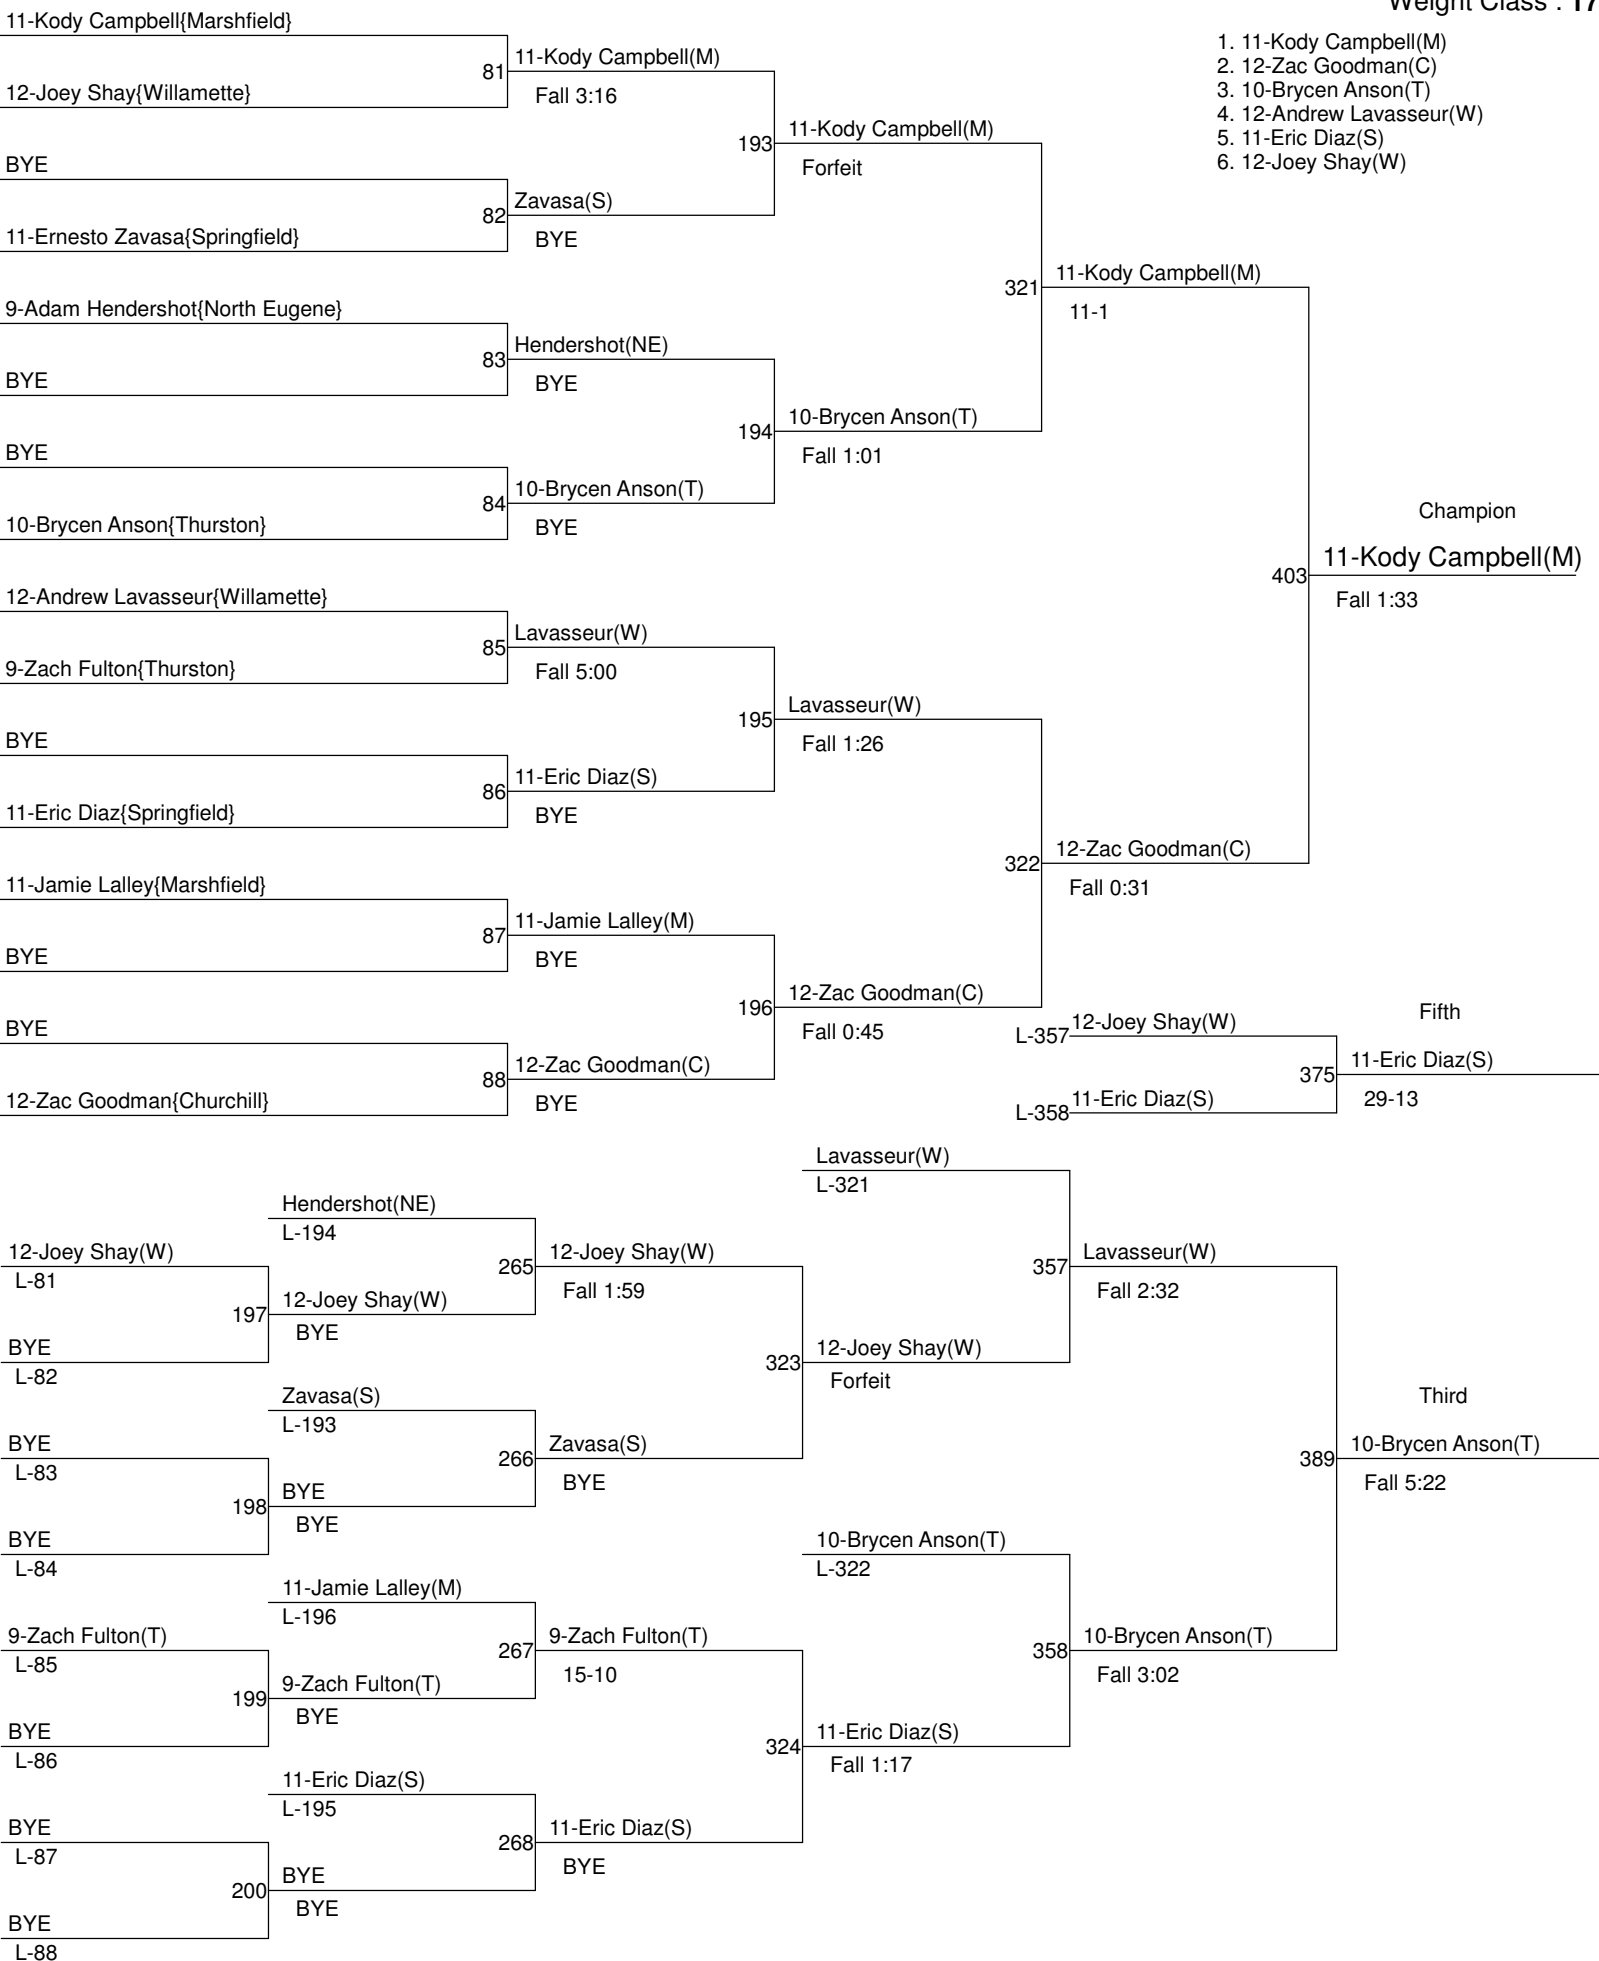 Weight Class : 17
11-Kody Campbell{Marshfield}
12-Joey Shay{Willamette}
BYE
11-Ernesto Zavasa{Springfield}
9-Adam Hendershot{North Eugene}
BYE
BYE
10-Brycen Anson{Thurston}
12-Andrew Lavasseur{Willamette}
9-Zach Fulton{Thurston}
BYE
11-Eric Diaz{Springfield}
11-Jamie Lalley{Marshfield}
BYE
BYE
12-Zac Goodman{Churchill}
81
11-Kody Campbell(M)
Fall 3:16
82
Zavasa(S)
BYE
83
Hendershot(NE)
BYE
84
10-Brycen Anson(T)
BYE
85
Lavasseur(W)
Fall 5:00
86
11-Eric Diaz(S)
BYE
87
11-Jamie Lalley(M)
BYE
88
12-Zac Goodman(C)
BYE
193
11-Kody Campbell(M)
Forfeit
194
10-Brycen Anson(T)
Fall 1:01
195
Lavasseur(W)
Fall 1:26
196
12-Zac Goodman(C)
Fall 0:45
321
11-Kody Campbell(M)
11-1
322
12-Zac Goodman(C)
Fall 0:31
Champion
403
11-Kody Campbell(M)
Fall 1:33
1. 11-Kody Campbell(M)
2. 12-Zac Goodman(C)
3. 10-Brycen Anson(T)
4. 12-Andrew Lavasseur(W)
5. 11-Eric Diaz(S)
6. 12-Joey Shay(W)
Fifth
L-357
12-Joey Shay(W)
L-358
11-Eric Diaz(S)
375
11-Eric Diaz(S)
29-13
12-Joey Shay(W)
L-81
BYE
L-82
BYE
L-83
BYE
L-84
9-Zach Fulton(T)
L-85
BYE
L-86
BYE
L-87
BYE
L-88
Hendershot(NE)
L-194
197
12-Joey Shay(W)
BYE
Zavasa(S)
L-193
198
BYE
BYE
11-Jamie Lalley(M)
L-196
199
9-Zach Fulton(T)
BYE
11-Eric Diaz(S)
L-195
200
BYE
BYE
265
12-Joey Shay(W)
Fall 1:59
266
Zavasa(S)
BYE
267
9-Zach Fulton(T)
15-10
268
11-Eric Diaz(S)
BYE
Lavasseur(W)
L-321
323
12-Joey Shay(W)
Forfeit
10-Brycen Anson(T)
L-322
324
11-Eric Diaz(S)
Fall 1:17
357
Lavasseur(W)
Fall 2:32
358
10-Brycen Anson(T)
Fall 3:02
Third
389
10-Brycen Anson(T)
Fall 5:22